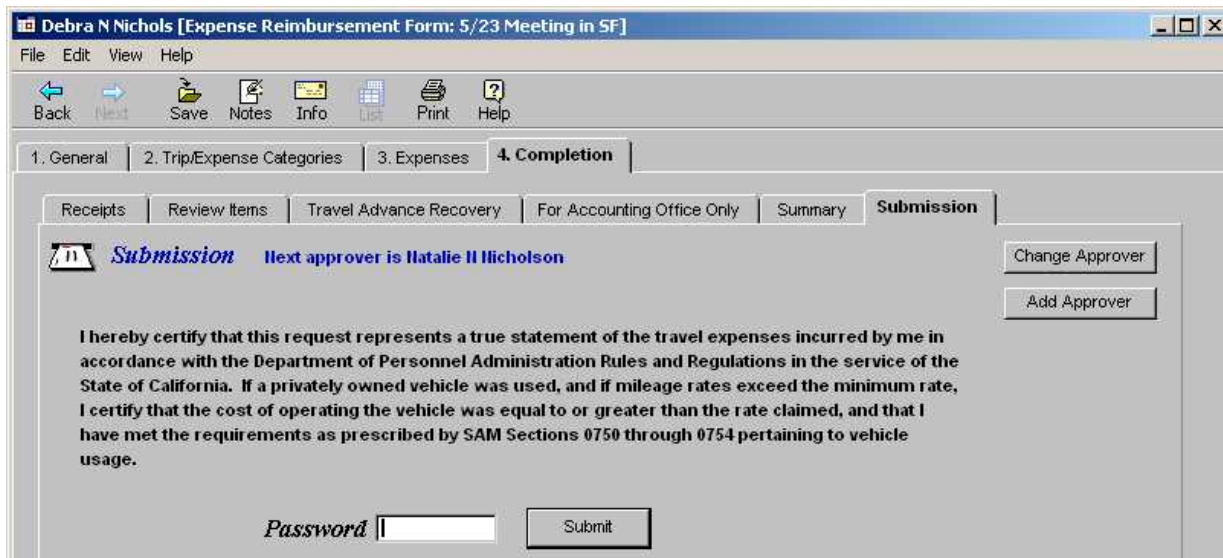 Debra N Nichols [Expense Reimbursement Form: 5/23 Meeting in SF]
File Edit View Help
Back Next Save Notes Info List Print Help
1. General 2. Trip/Expense Categories 3. Expenses 4. Completion
Receipts Review Items Travel Advance Recovery For Accounting Office Only Summary Submission
Submission Next approver is Natalie N Nicholson
Change Approver
Add Approver
I hereby certify that this request represents a true statement of the travel expenses incurred by me in
accordance with the Department of Personnel Administration Rules and Regulations in the service of the
State of California. If a privately owned vehicle was used, and if mileage rates exceed the minimum rate,
I certify that the cost of operating the vehicle was equal to or greater than the rate claimed, and that I
have met the requirements as prescribed by SAM Sections 0750 through 0754 pertaining to vehicle
usage.
Password Submit